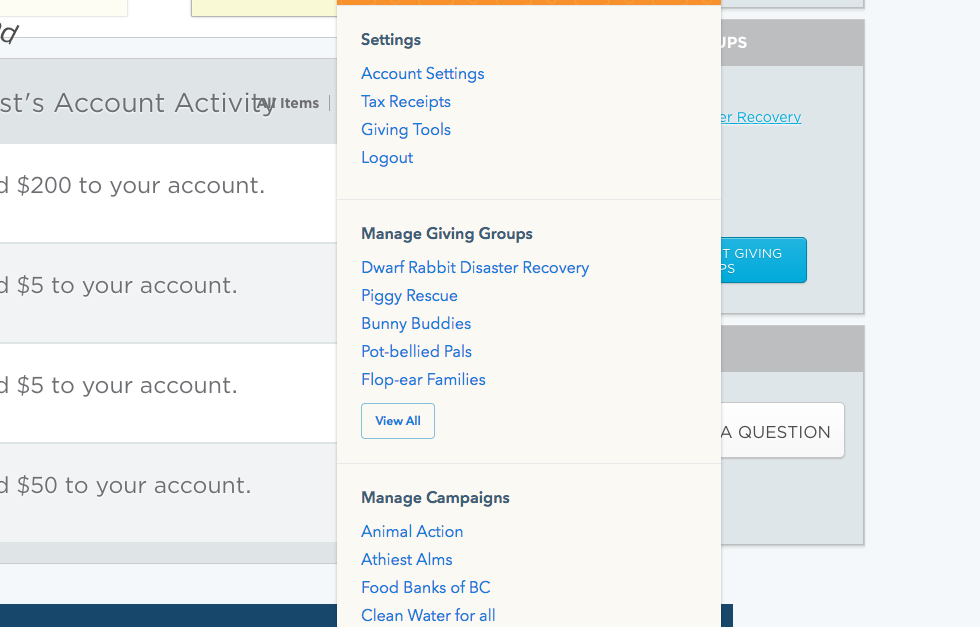 st's Account Activity
All Items |
$200 to your account.
$5 to your account.
$5 to your account.
$50 to your account.
Settings
Account Settings
Tax Receipts
Giving Tools
Logout
Manage Giving Groups
Dwarf Rabbit Disaster Recovery
Piggy Rescue
Bunny Buddies
Pot-bellied Pals
Flop-ear Families
View All
Manage Campaigns
Animal Action
Athiest Alms
Food Banks of BC
Clean Water for all
UPS
er Recovery
T GIVING
PS
A QUESTION